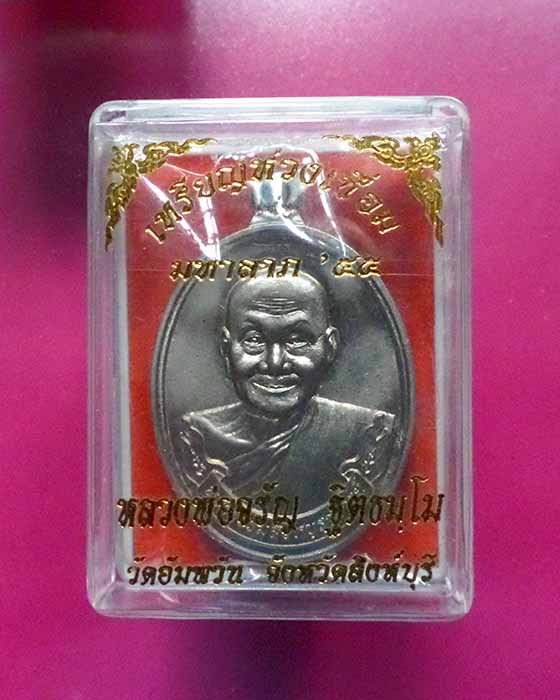 เหรียญห่วงเชื่อม
มหาลาภ '๕๕
หลวงพ่อจรัญ ฐิตธมฺโม
วัดอัมพวัน จังหวัดสิงห์บุรี